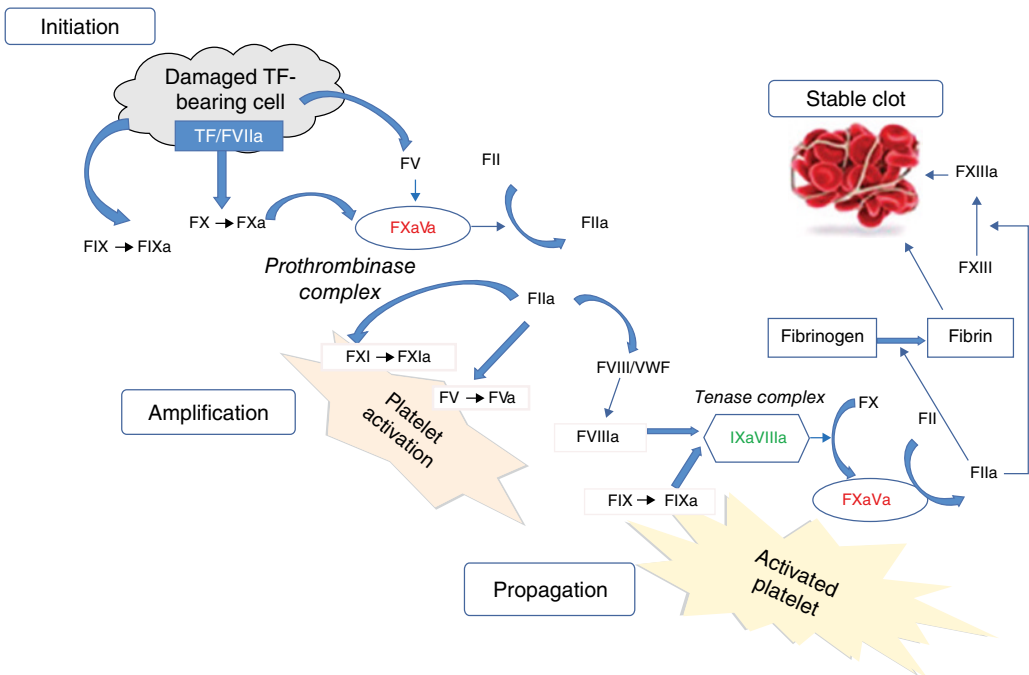 Initiation
Damaged TF-
bearing cell
TF/FVIIa
FV
FII
FX → FXa
FXaVa
FIIa
FIX → FIXa
Prothrombinase
complex
FIIa
FXI → FXIa
FV → FVa
Amplification
Platelet
activation
FVIII/VWF
FVIIIa
FIX → FIXa
Tenase complex
IXaVIIIa
FX
FII
FXaVa
FIIa
Propagation
Activated
platelet
Stable clot
FXIIIa
FXIII
Fibrinogen
Fibrin